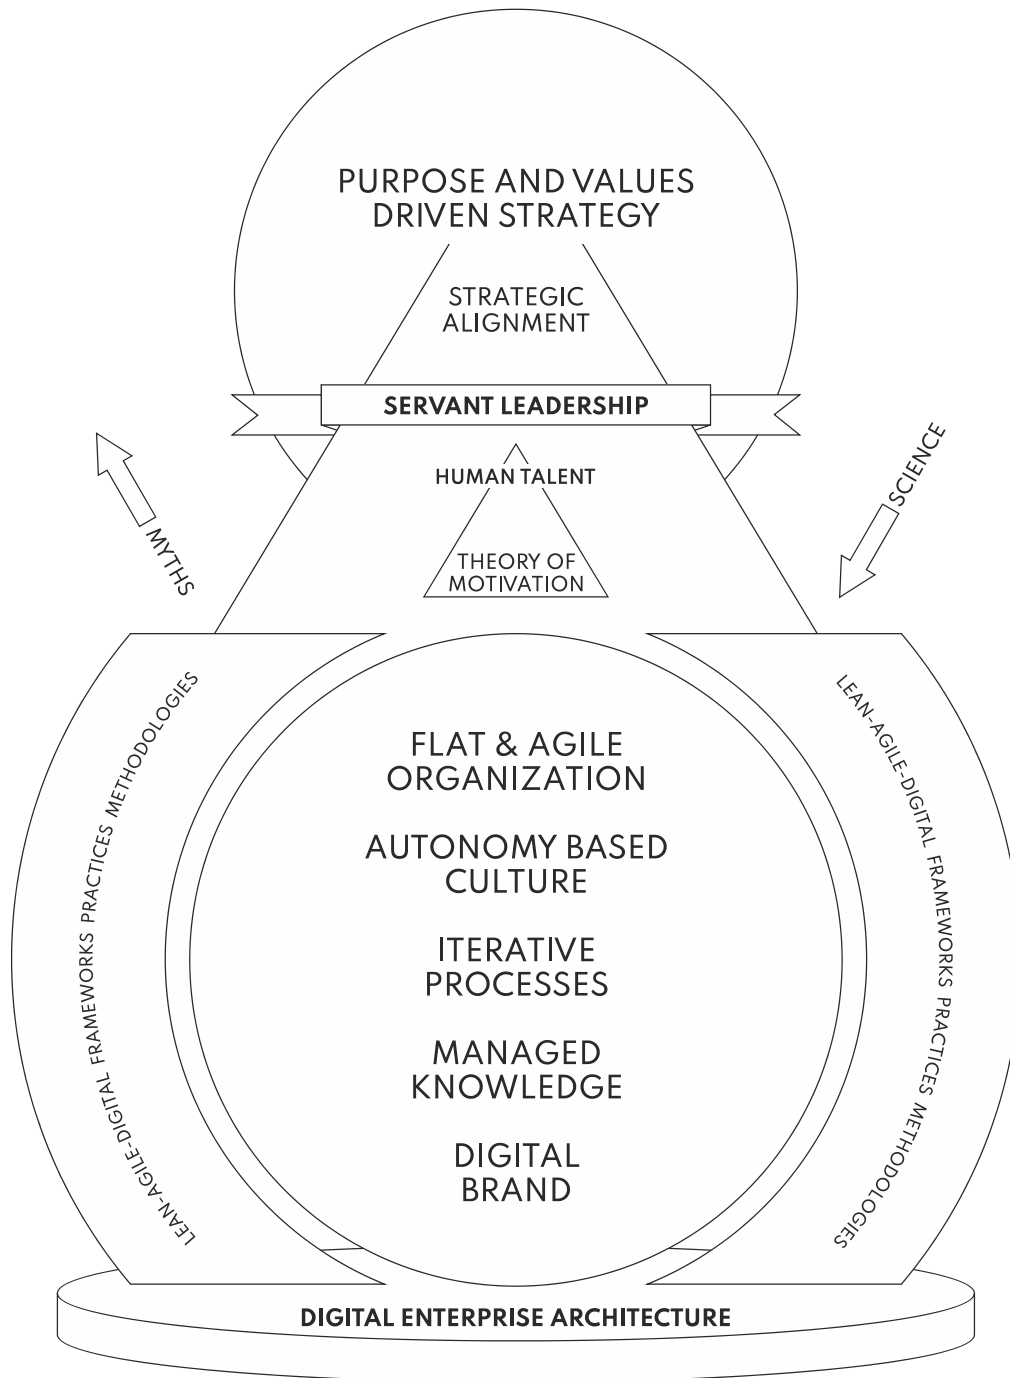 PURPOSE AND VALUES
DRIVEN STRATEGY
STRATEGIC
ALIGNMENT
SERVANT LEADERSHIP
HUMAN TALENT
THEORY OF
MOTIVATION
MYTHS
SCIENCE
LEAN-AGILE-DIGITAL FRAMEWORKS PRACTICES METHODOLOGIES
LEAN-AGILE-DIGITAL FRAMEWORKS PRACTICES METHODOLOGIES
FLAT & AGILE
ORGANIZATION
AUTONOMY BASED
CULTURE
ITERATIVE
PROCESSES
MANAGED
KNOWLEDGE
DIGITAL
BRAND
DIGITAL ENTERPRISE ARCHITECTURE